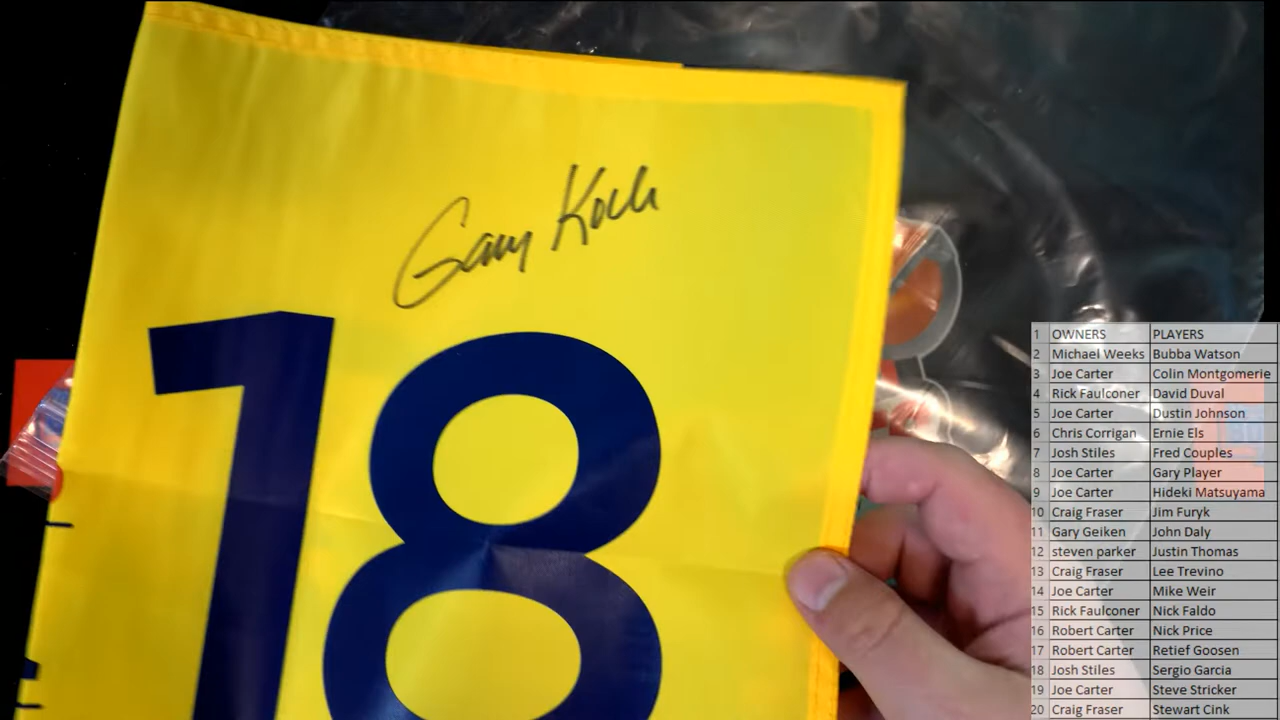 Gary Koch
18
1 OWNERS PLAYERS
2 Michael Weeks Bubba Watson
3 Joe Carter Colin Montgomerie
4 Rick Faulconer David Duval
5 Joe Carter Dustin Johnson
6 Chris Corrigan Ernie Els
7 Josh Stiles Fred Couples
8 Joe Carter Gary Player
9 Joe Carter Hideki Matsuyama
10 Craig Fraser Jim Furyk
11 Gary Geiken John Daly
12 steven parker Justin Thomas
13 Craig Fraser Lee Trevino
14 Joe Carter Mike Weir
15 Rick Faulconer Nick Faldo
16 Robert Carter Nick Price
17 Robert Carter Retief Goosen
18 Josh Stiles Sergio Garcia
19 Joe Carter Steve Stricker
20 Craig Fraser Stewart Cink